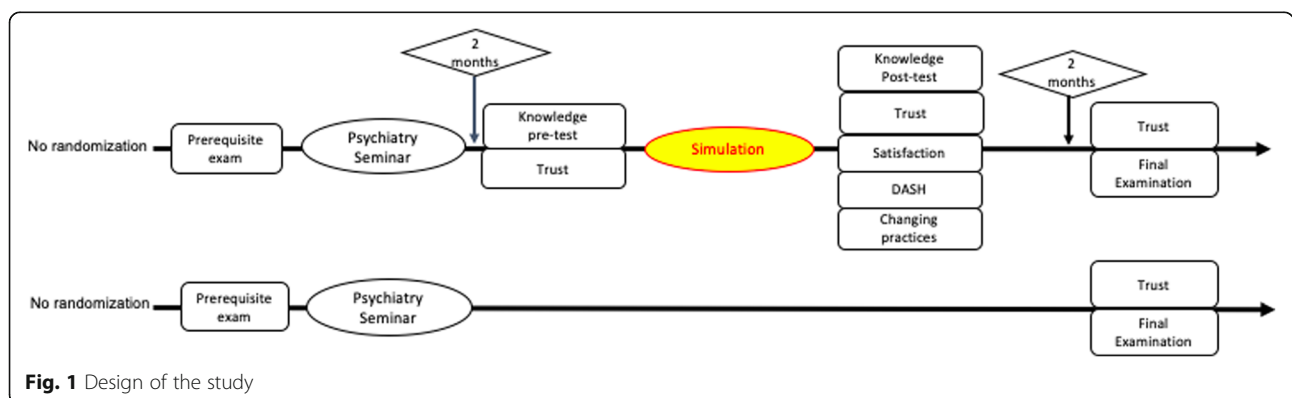 2
months
Knowledge
Post-test
2
months
No randomization
Prerequisite
exam
Psychiatry
Seminar
Knowledge
pre-test
Trust
Simulation
Trust
Satisfaction
DASH
Changing
practices
Trust
Final
Examination
No randomization
Prerequisite
exam
Psychiatry
Seminar
Trust
Final
Examination
Fig. 1 Design of the study